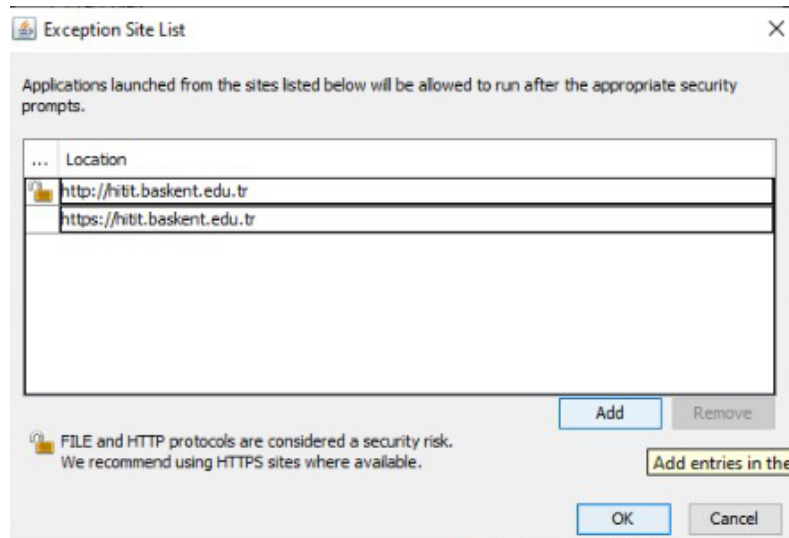 Exception Site List
Applications launched from the sites listed below will be allowed to run after the appropriate security
prompts.
... Location
http://hitit.baskent.edu.tr
https://hitit.baskent.edu.tr
Add Remove
FILE and HTTP protocols are considered a security risk.
We recommend using HTTPS sites where available.
Add entries in the
OK Cancel